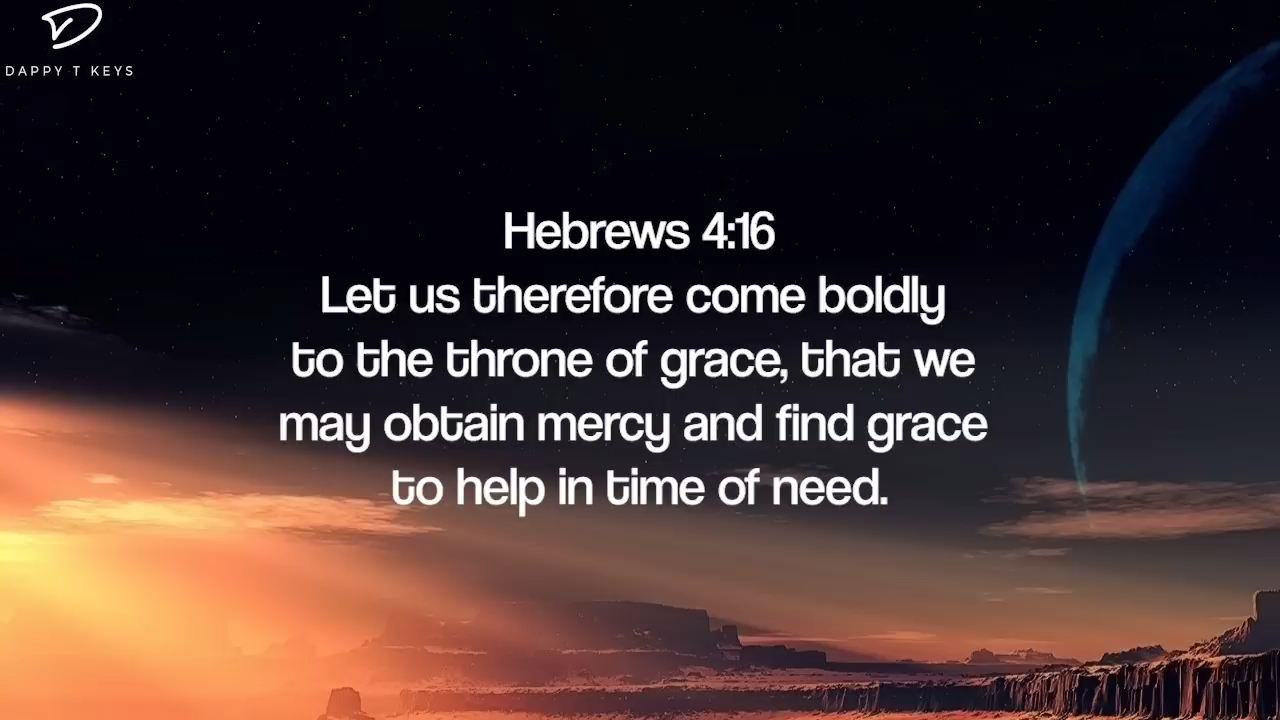 DAPPY T KEYS
Hebrews 4:16
Let us therefore come boldly
to the throne of grace, that we
may obtain mercy and find grace
to help in time of need.